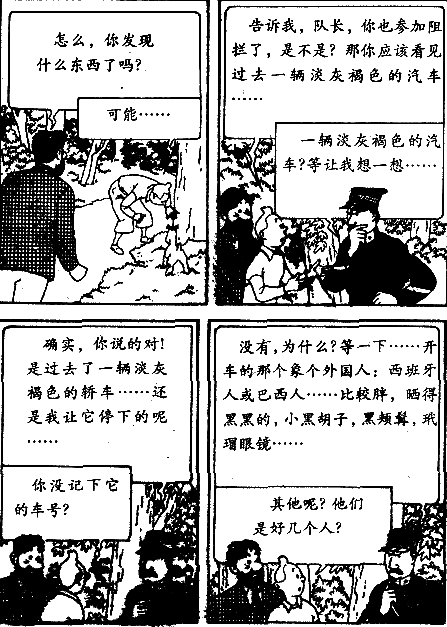 怎么，你发现
什么东西了吗？
可能……
告诉我，队长，你也参加阻
拦了，是不是？那你应该看见
过去一辆淡灰褐色的汽车
……
一辆淡灰褐色的汽
车？等让我想一想……
确实，你说的对！
是过去了一辆淡灰
褐色的轿车……还
是我让它停下的呢
……
你没记下它
的车号？
没有，为什么？等一下……开
车的那个象个外国人；西班牙
人或巴西人……比较胖，晒得
黑黑的，小黑胡子，黑颊髯，玳
瑁眼镜……
其他呢？他们
是好几个人？